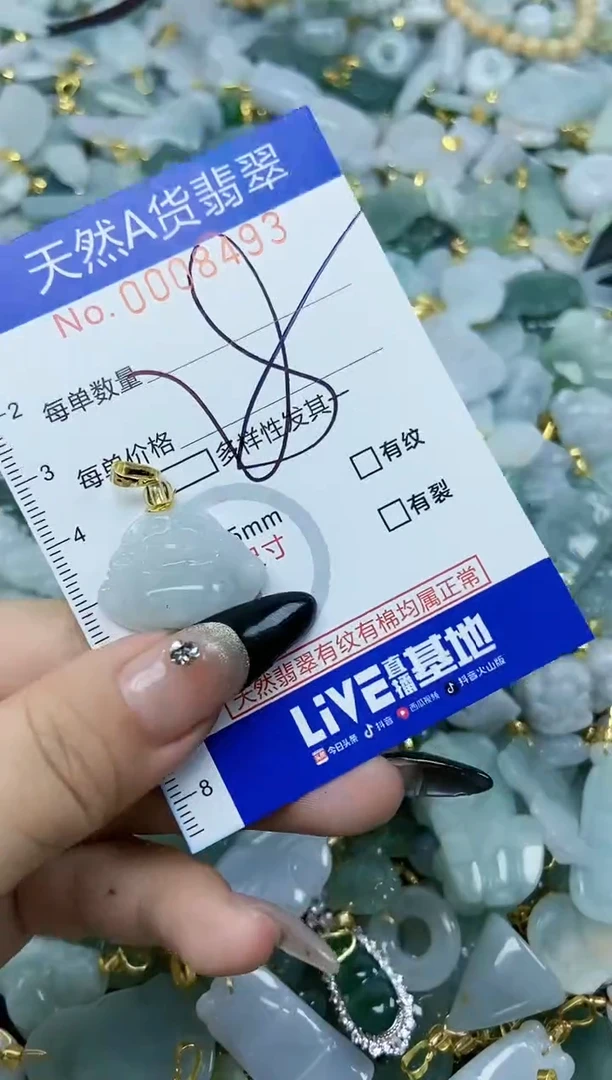 天然A货翡翠
No. 0008493
2
每单数量
3
每单价格
多样性发其一
有纹
4
5mm
尺寸
有裂
天然翡翠有纹有棉均属正常
LiVE直播基地
今日头条 抖音 西瓜视频 抖音火山版
8